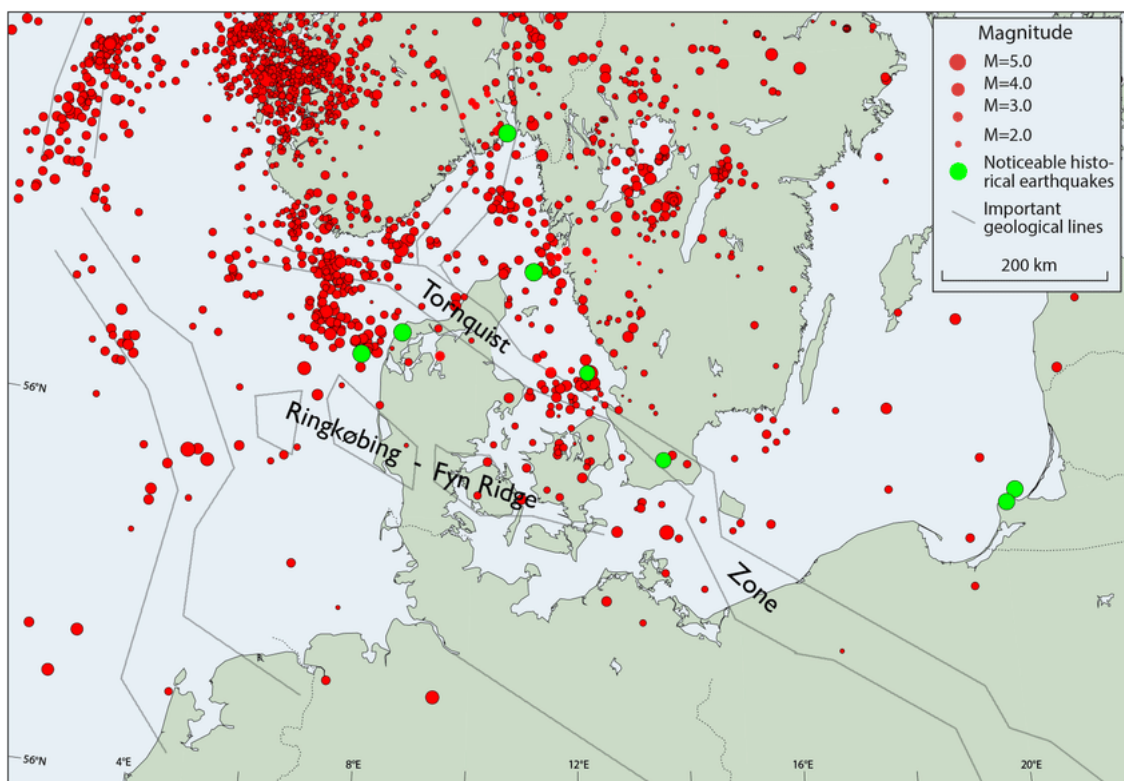 Magnitude
M=5.0
M=4.0
M=3.0
M=2.0
Noticeable histo-
rical earthquakes
Important
geological lines
200 km
Tornquist
56°N
Ringkøbing - Fyn Ridge
Zone
56°N
4°E
8°E
12°E
16°E
20°E